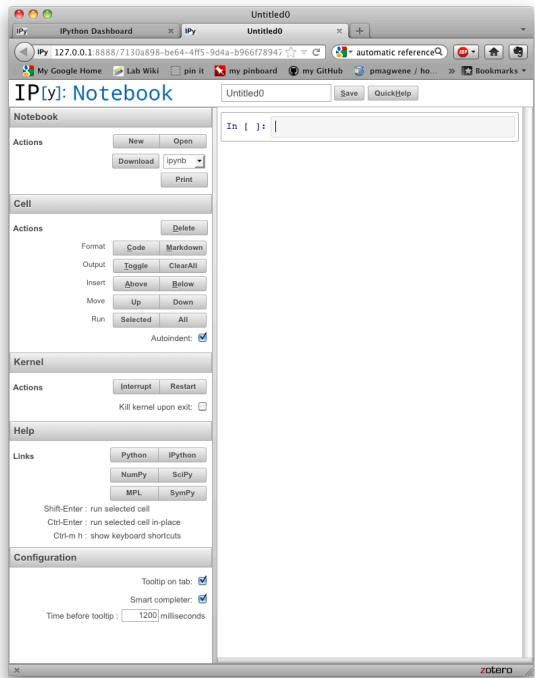 Untitled0
IPy IPython Dashboard × IPy Untitled0 × +
IPy 127.0.0.1:8888/7130a898-be64-4ff5-9d4a-b966f78947 automatic reference
My Google Home Lab Wiki pin it my pinboard my GitHub pmagwene / ho... » Bookmarks
IP[y]: Notebook Untitled0 Save QuickHelp
Notebook
In [ ]:
Actions New Open
Download ipynb
Print
Cell
Actions Delete
Format Code Markdown
Output Toggle ClearAll
Insert Above Below
Move Up Down
Run Selected All
Autoindent:
Kernel
Actions Interrupt Restart
Kill kernel upon exit:
Help
Links Python IPython
NumPy SciPy
MPL SymPy
Shift-Enter : run selected cell
Ctrl-Enter : run selected cell in-place
Ctrl-m h : show keyboard shortcuts
Configuration
Tooltip on tab:
Smart completer:
Time before tooltip : 1200 milliseconds
× zotero